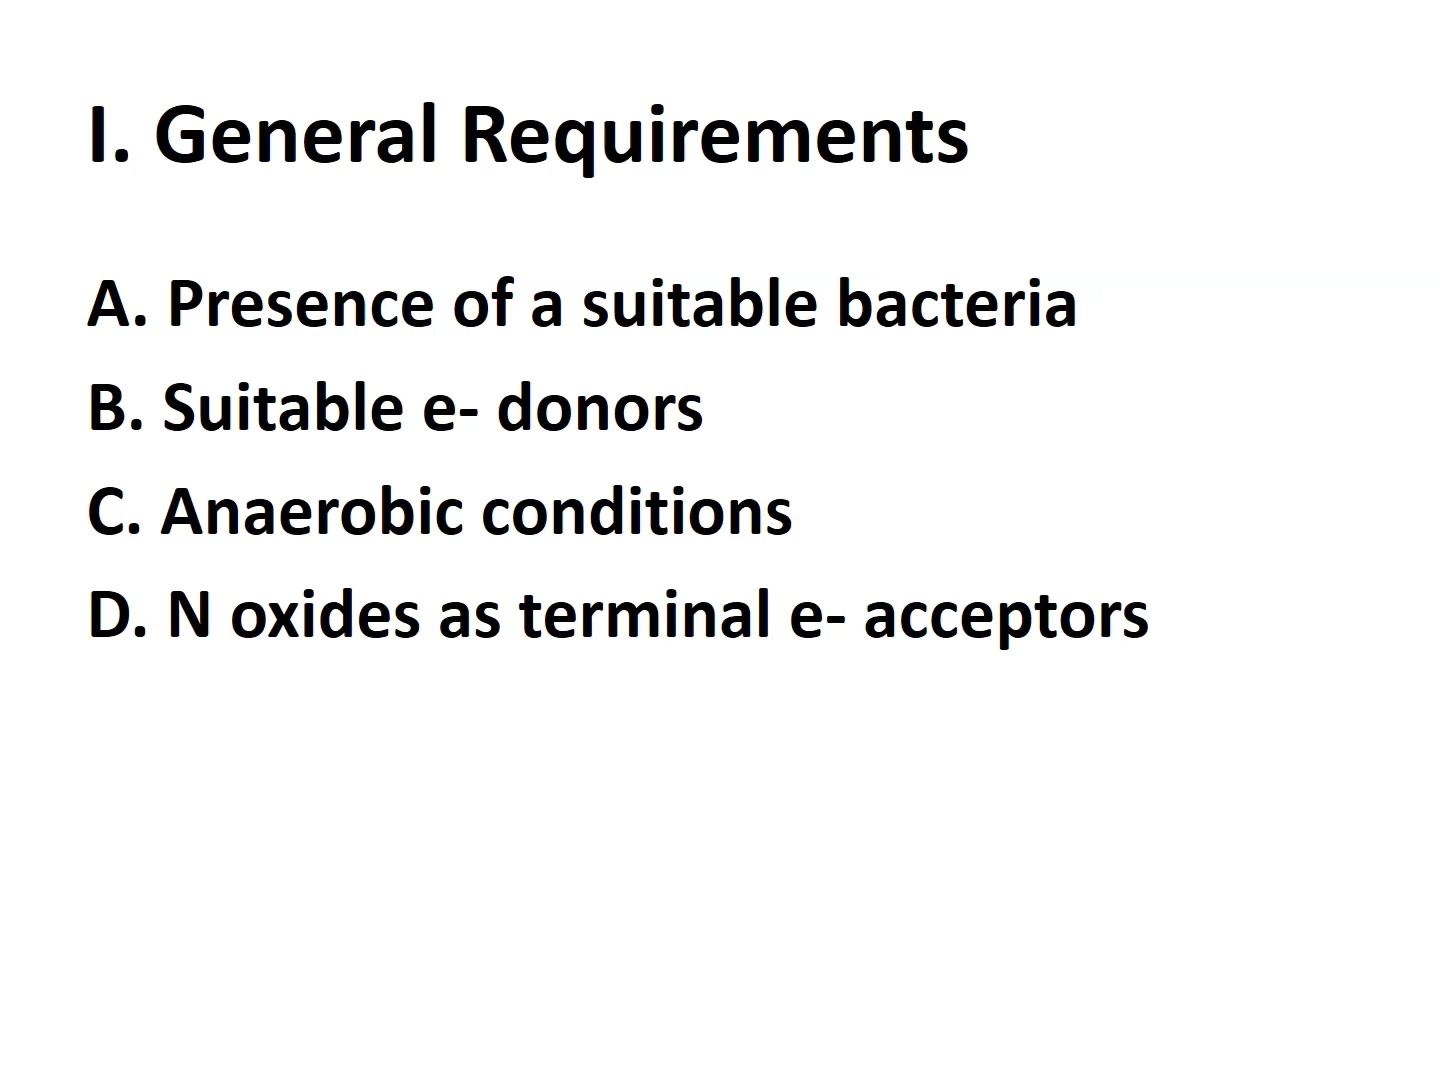 I. General Requirements
A. Presence of a suitable bacteria
B. Suitable e- donors
C. Anaerobic conditions
D. N oxides as terminal e- acceptors